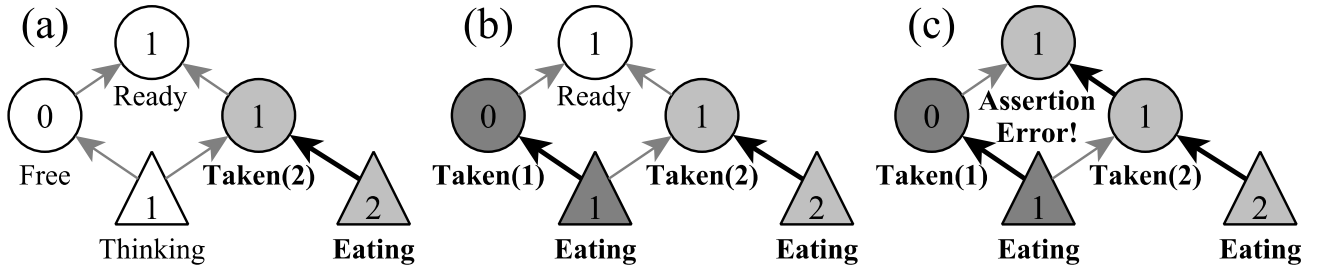 (a)
1
Ready
0
Free
1
Taken(2)
1
Thinking
2
Eating
(b)
1
Ready
0
Taken(1)
1
Taken(2)
1
Eating
2
Eating
(c)
1
Assertion
Error!
0
Taken(1)
1
Taken(2)
1
Eating
2
Eating